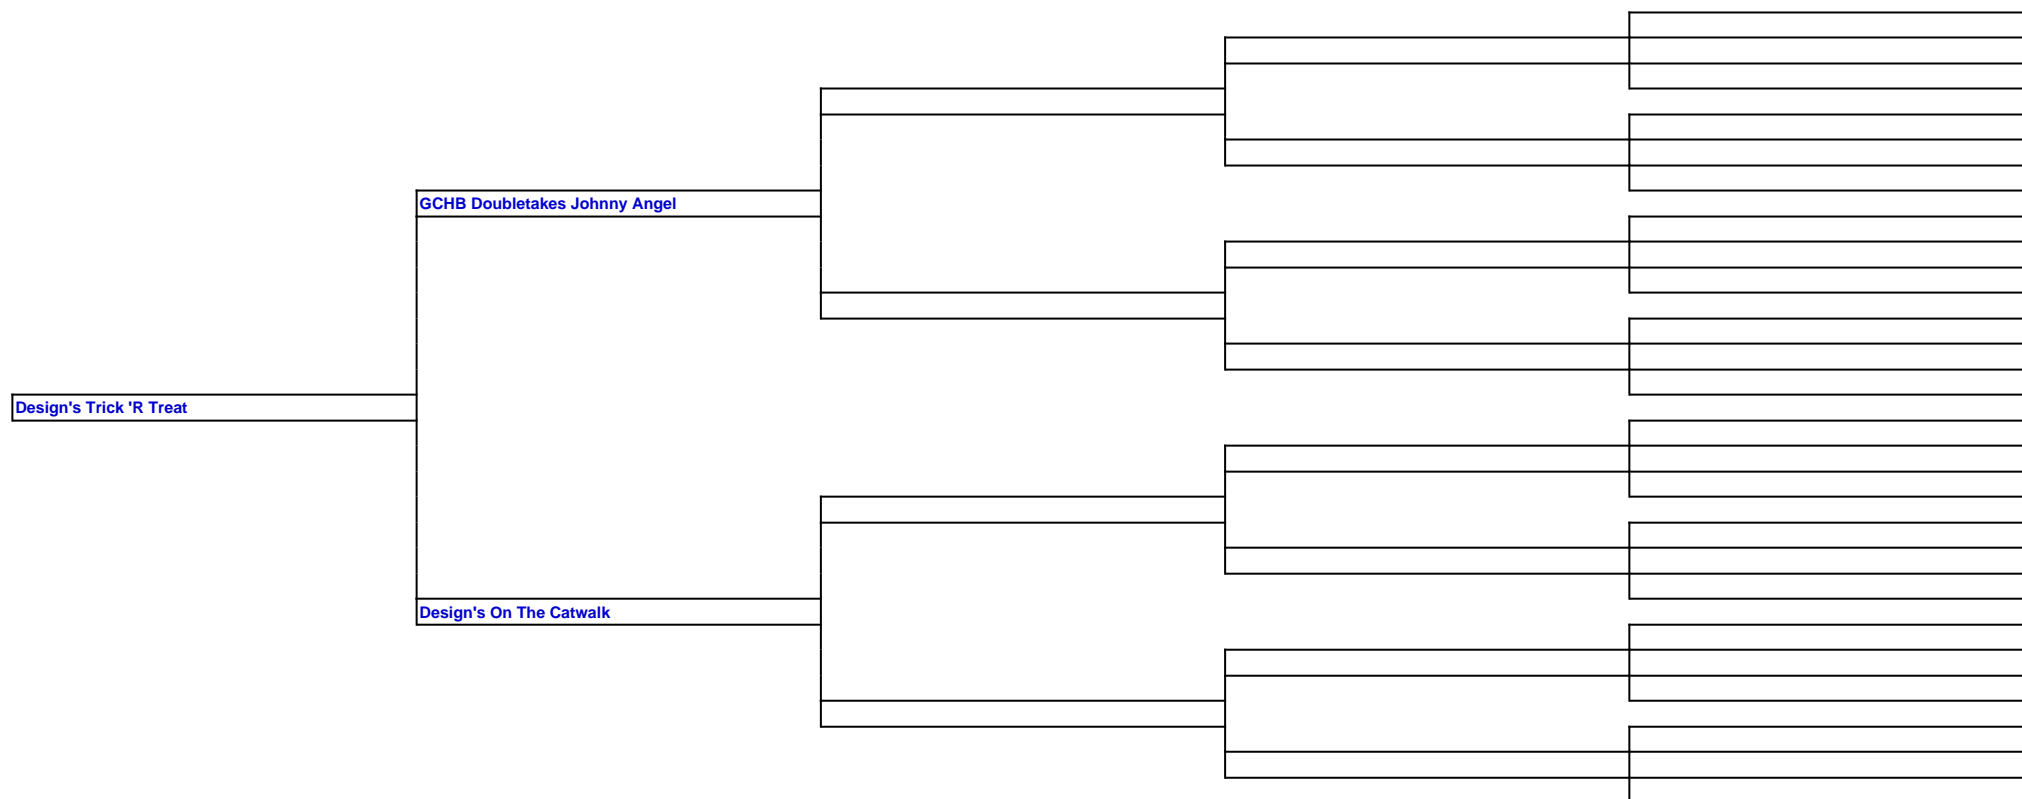 GCHB Doubletakes Johnny Angel
Design's Trick 'R Treat
Design's On The Catwalk